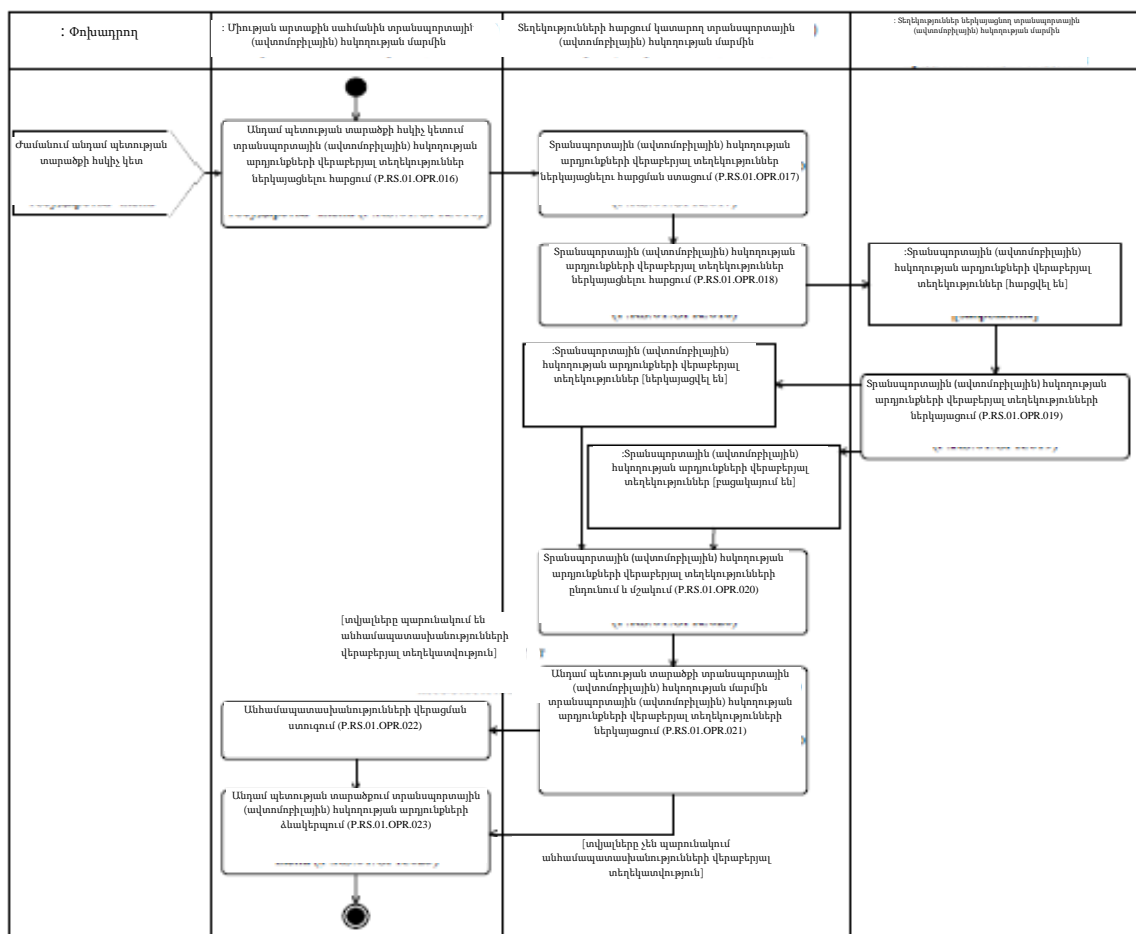 : Փոխադրող
: Միության արտաքին սահմանին տրանսպորտային
(ավտոմոբիլային) հսկողության մարմին
Տեղեկությունների հարցում կատարող տրանսպորտային
(ավտոմոբիլային) հսկողության մարմին
: Տեղեկություններ ներկայացնող տրանսպորտային
(ավտոմոբիլային) հսկողության մարմին
Ժամանում անդամ պետության
տարածքի հսկիչ կետ
Անդամ պետության տարածքի հսկիչ կետում
տրանսպորտային (ավտոմոբիլային) հսկողության
արդյունքների վերաբերյալ տեղեկություններ
ներկայացնելու հարցում (P.RS.01.OPR.016)
Տրանսպորտային (ավտոմոբիլային) հսկողության
արդյունքների վերաբերյալ տեղեկություններ
ներկայացնելու հարցման ստացում (P.RS.01.OPR.017)
Տրանսպորտային (ավտոմոբիլային) հսկողության
արդյունքների վերաբերյալ տեղեկություններ
ներկայացնելու հարցում (P.RS.01.OPR.018)
:Տրանսպորտային (ավտոմոբիլային)
հսկողության արդյունքների վերաբերյալ
տեղեկություններ [հարցվել են]
:Տրանսպորտային (ավտոմոբիլային)
հսկողության արդյունքների վերաբերյալ
տեղեկություններ [ներկայացվել են]
Տրանսպորտային (ավտոմոբիլային) հսկողության
արդյունքների վերաբերյալ տեղեկությունների
ներկայացում (P.RS.01.OPR.019)
:Տրանսպորտային (ավտոմոբիլային)
հսկողության արդյունքների վերաբերյալ
տեղեկություններ [բացակայում են]
Տրանսպորտային (ավտոմոբիլային) հսկողության
արդյունքների վերաբերյալ տեղեկությունների
ընդունում և մշակում (P.RS.01.OPR.020)
[տվյալները պարունակում են
անհամապատասխանությունների
վերաբերյալ տեղեկատվություն]
Անդամ պետության տարածքի տրանսպորտային
(ավտոմոբիլային) հսկողության մարմին
տրանսպորտային (ավտոմոբիլային) հսկողության
արդյունքների վերաբերյալ տեղեկությունների
ներկայացում (P.RS.01.OPR.021)
Անհամապատասխանությունների վերացման
ստուգում (P.RS.01.OPR.022)
Անդամ պետության տարածքում տրանսպորտային
(ավտոմոբիլային) հսկողության արդյունքների
ձևակերպում (P.RS.01.OPR.023)
[տվյալները չեն պարունակում
անհամապատասխանությունների վերաբերյալ
տեղեկատվություն]